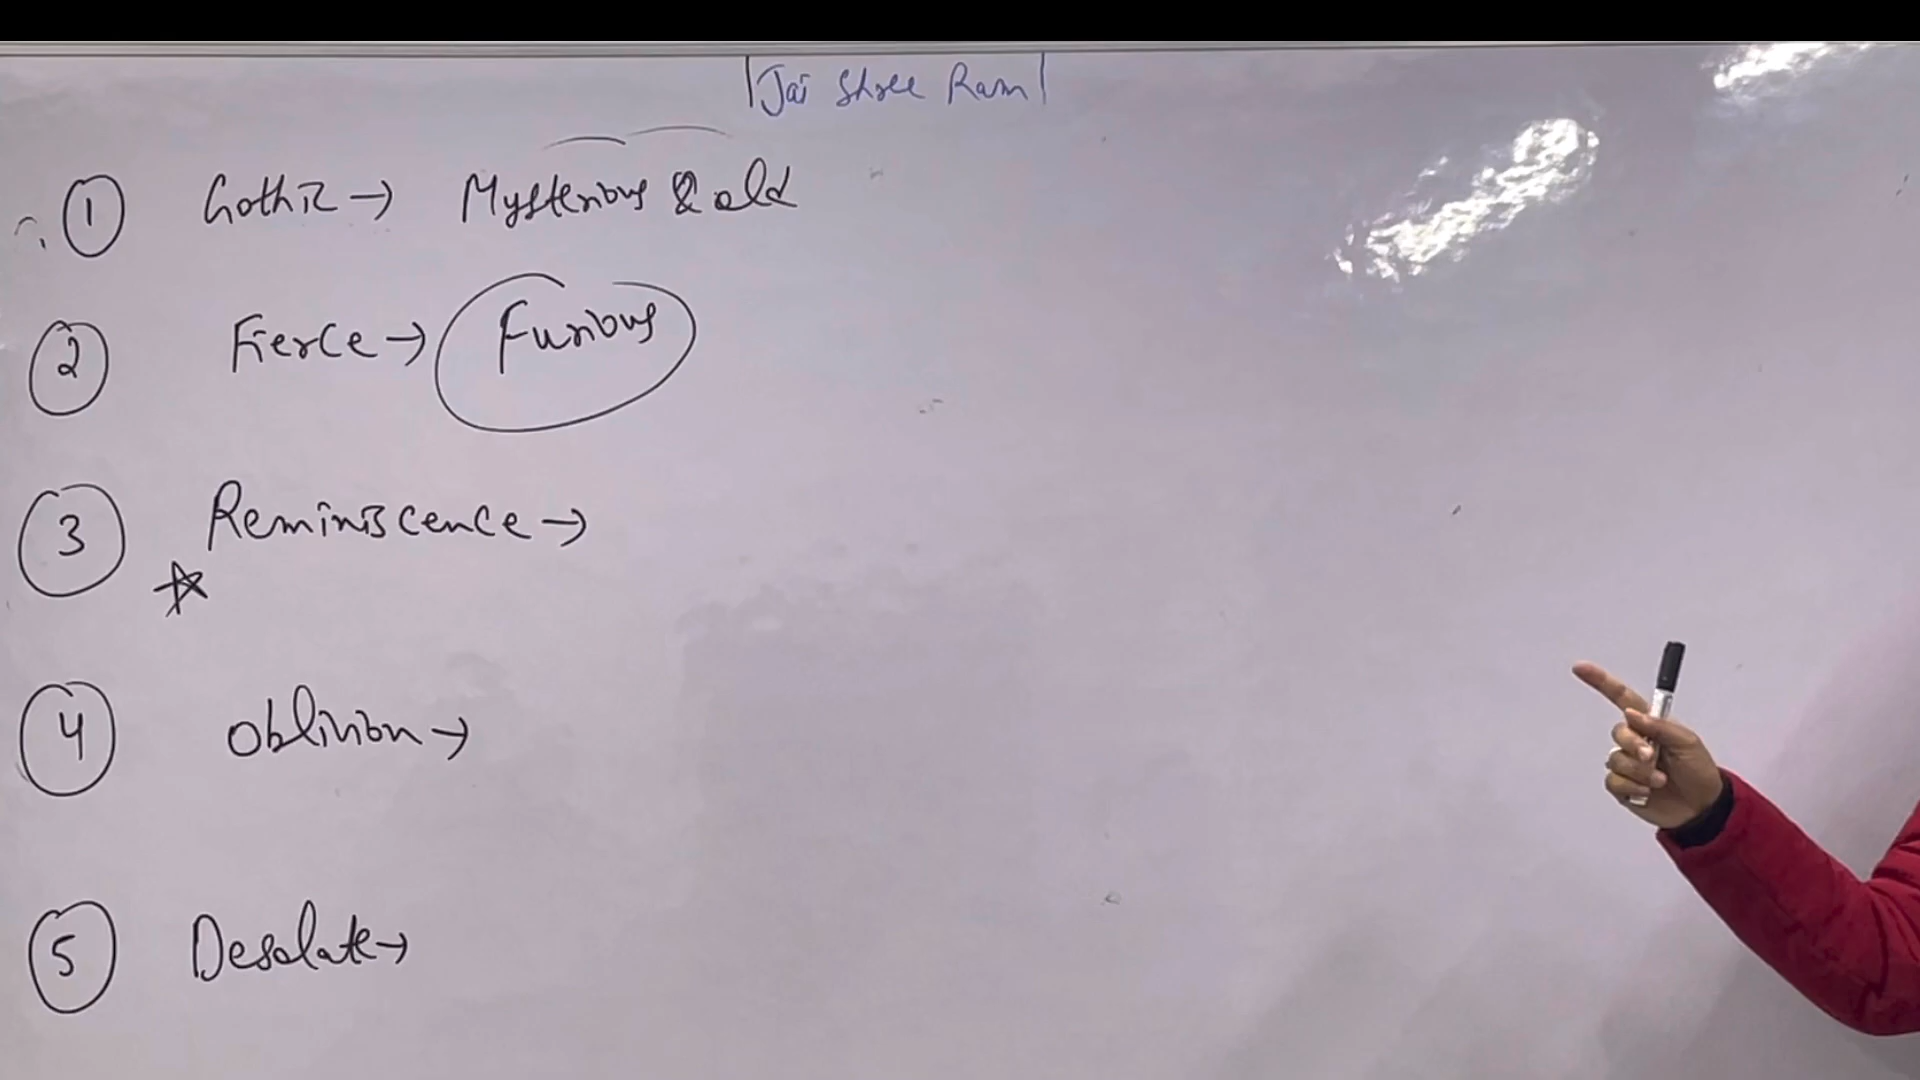 |Jai Shree Ram|
1 Gothic → Mysterious & old
2 Fierce → Furious
3 Reminiscence →
4 Oblivion →
5 Desolate →